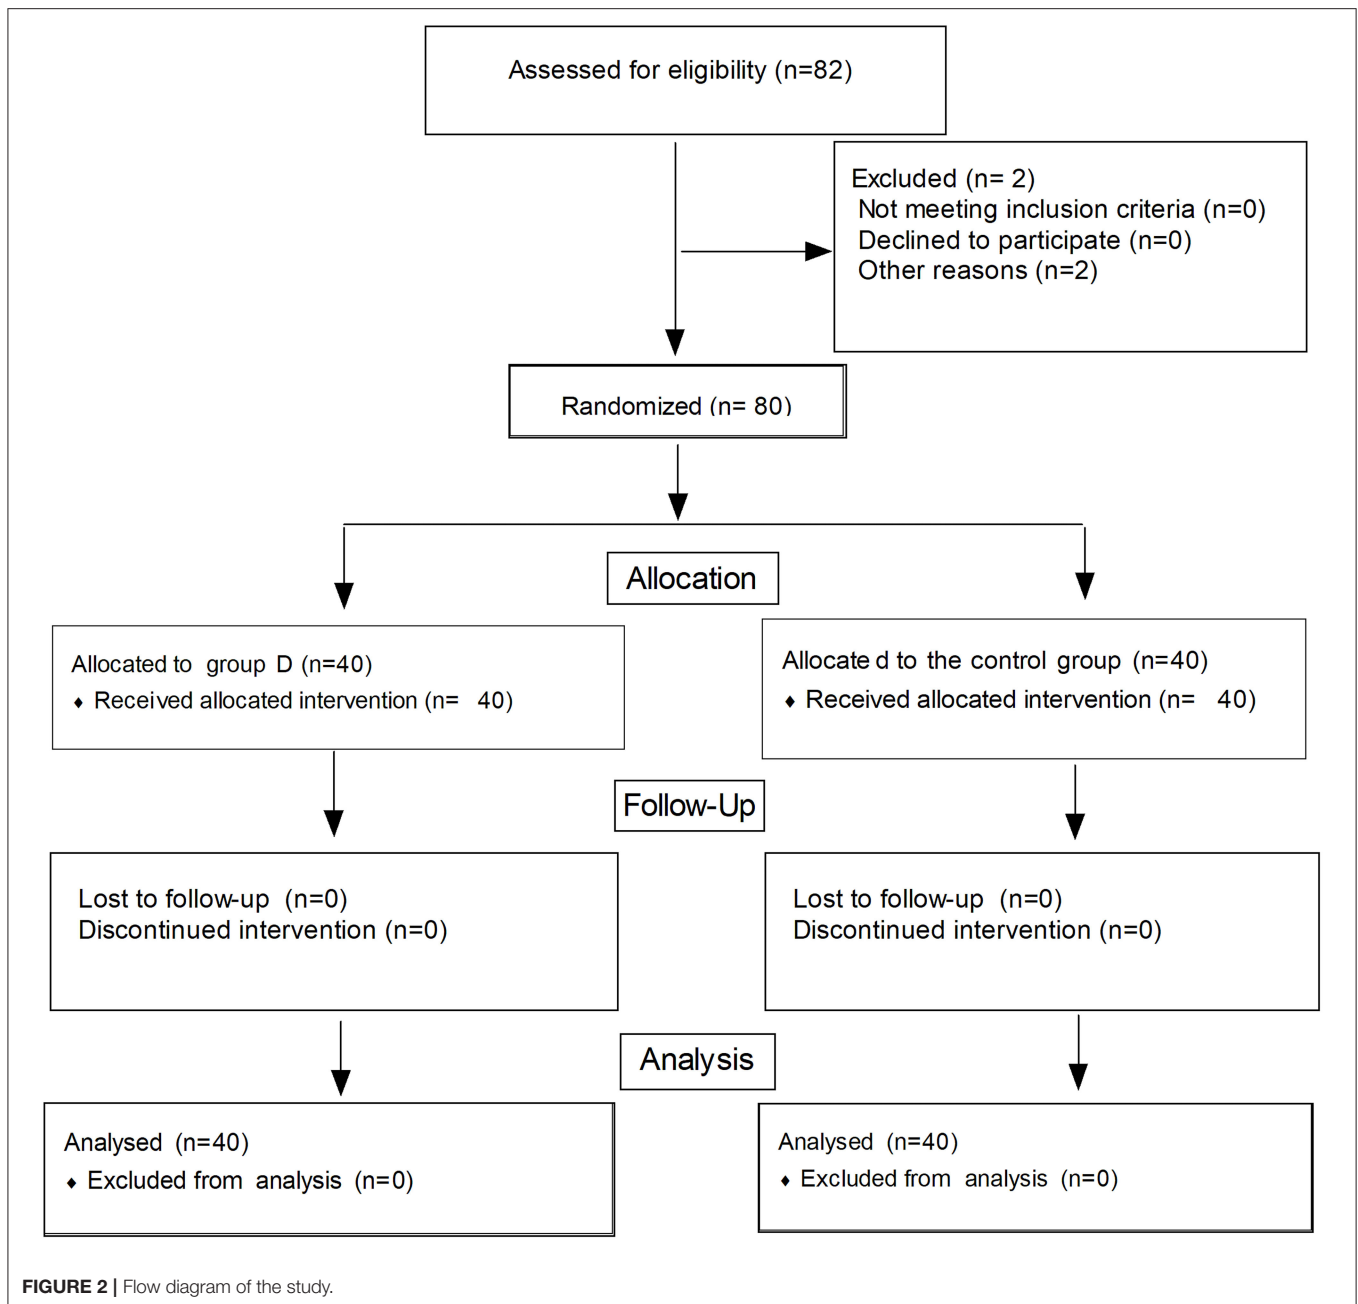 Assessed for eligibility (n=82)
Excluded (n= 2)
Not meeting inclusion criteria (n=0)
Declined to participate (n=0)
Other reasons (n=2)
Randomized (n= 80)
Allocation
Allocated to group D (n=40)
♦ Received allocated intervention (n= 40)
Allocate d to the control group (n=40)
♦ Received allocated intervention (n= 40)
Follow-Up
Lost to follow-up (n=0)
Discontinued intervention (n=0)
Lost to follow-up (n=0)
Discontinued intervention (n=0)
Analysis
Analysed (n=40)
♦ Excluded from analysis (n=0)
Analysed (n=40)
♦ Excluded from analysis (n=0)
FIGURE 2 | Flow diagram of the study.